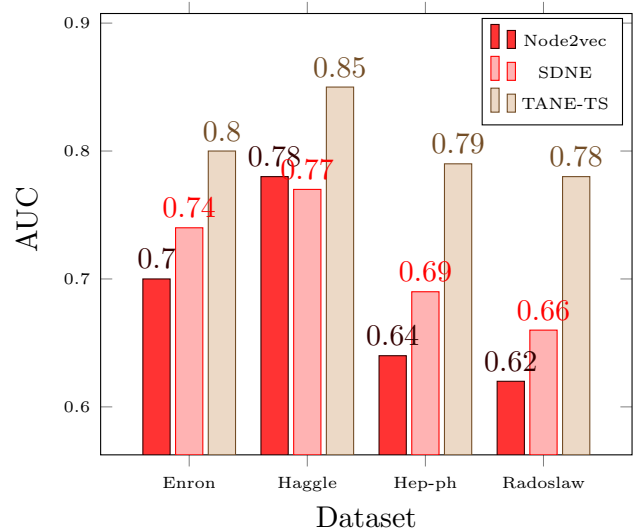 0.9
0.8
0.7
0.6
AUC
Node2vec
SDNE
TANE-TS
0.7
0.74
0.8
0.78
0.77
0.85
0.64
0.69
0.79
0.62
0.66
0.78
Enron
Haggle
Hep-ph
Radoslaw
Dataset